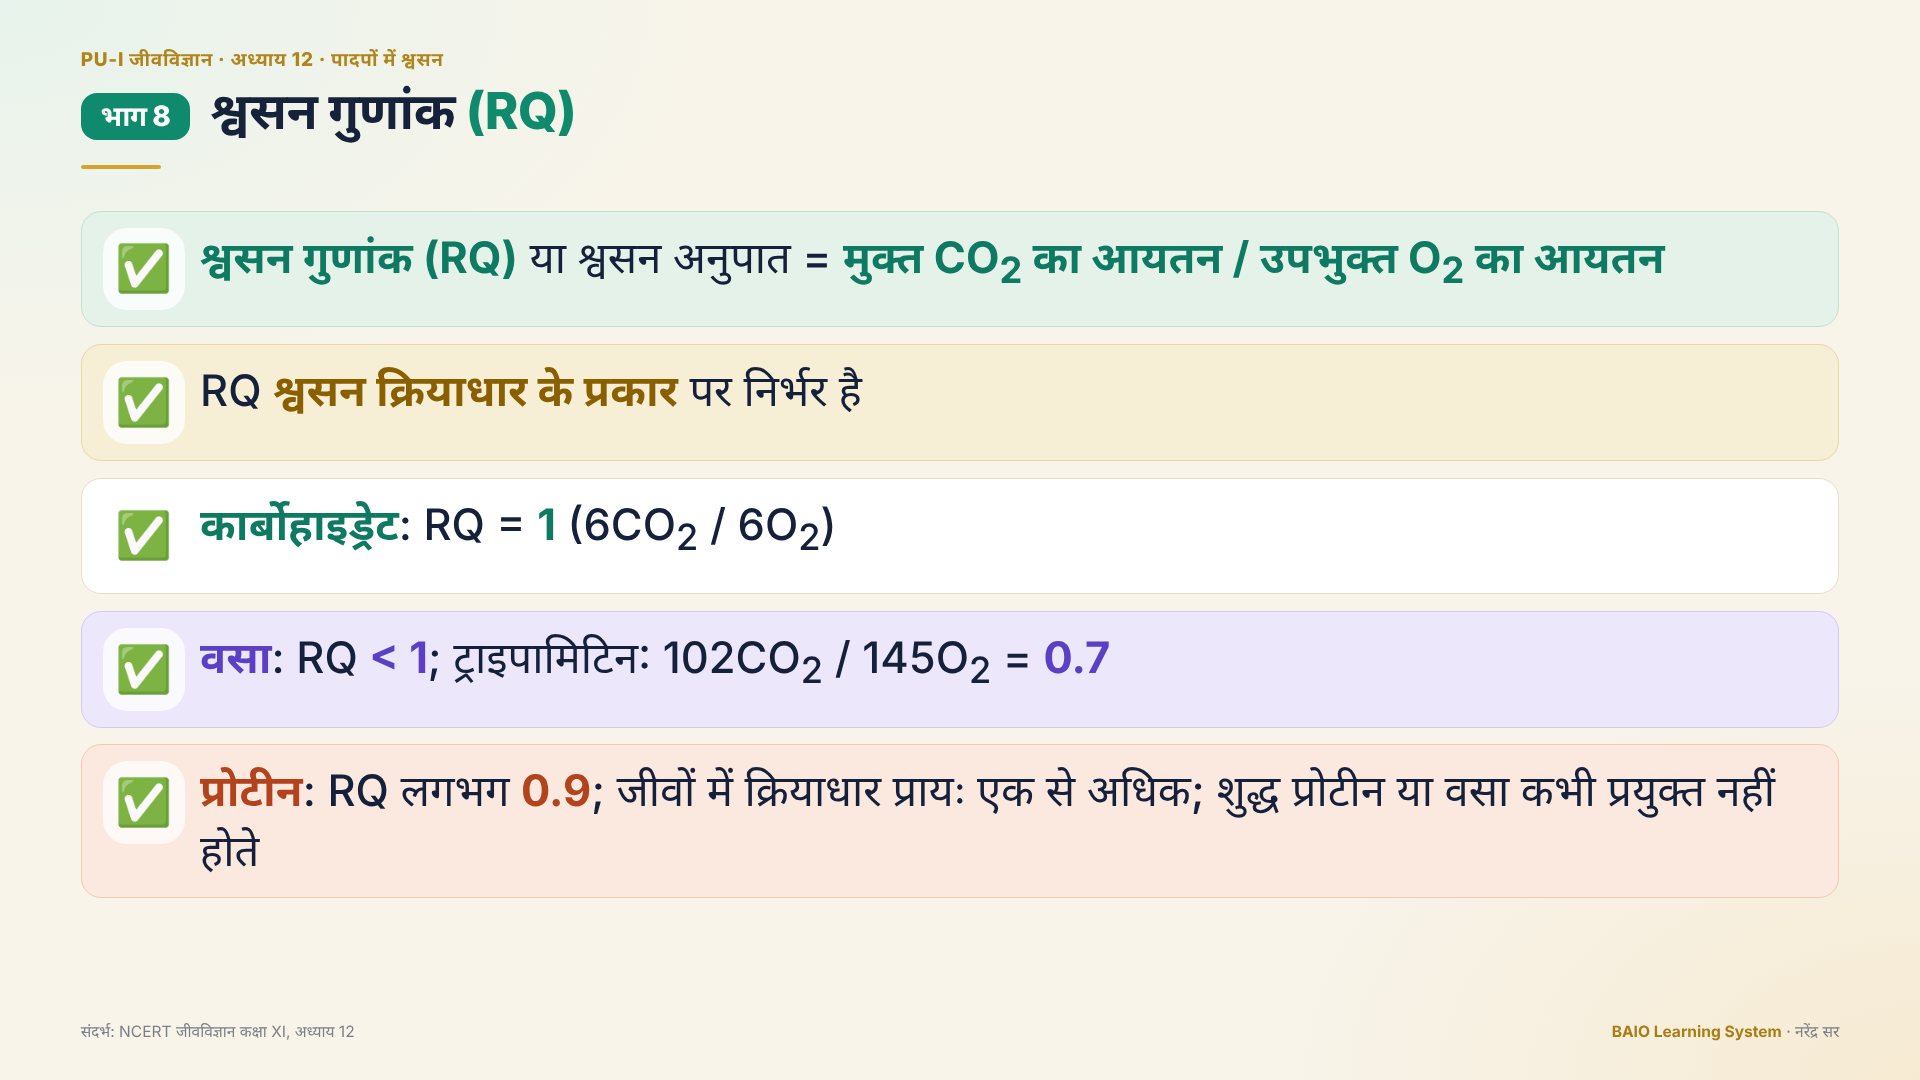 PU-I जीवविज्ञान · अध्याय 12 · पादपों में श्वसन
भाग 8 श्वसन गुणांक (RQ)
✅ श्वसन गुणांक (RQ) या श्वसन अनुपात = मुक्त CO₂ का आयतन / उपभुक्त O₂ का आयतन
✅ RQ श्वसन क्रियाधार के प्रकार पर निर्भर है
✅ कार्बोहाइड्रेट: RQ = 1 (6CO₂ / 6O₂)
✅ वसा: RQ < 1; ट्राइपामिटिन: 102CO₂ / 145O₂ = 0.7
✅ प्रोटीन: RQ लगभग 0.9; जीवों में क्रियाधार प्रायः एक से अधिक; शुद्ध प्रोटीन या वसा कभी प्रयुक्त नहीं
होते
संदर्भ: NCERT जीवविज्ञान कक्षा XI, अध्याय 12
BAIO Learning System · नरेंद्र सर